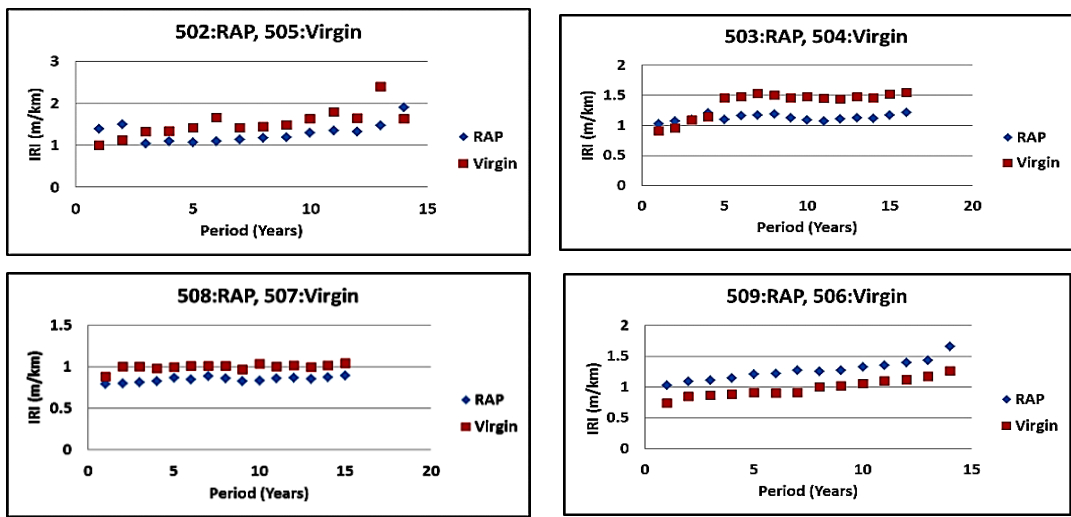 502:RAP, 505:Virgin
3
2
1
0
IRI (m/km)
0 5 10 15
Period (Years)
RAP
Virgin
503:RAP, 504:Virgin
2
1.5
1
0.5
0
IRI (m/km)
0 5 10 15 20
Period (Years)
RAP
Virgin
508:RAP, 507:Virgin
1.5
1
0.5
0
IRI (m/km)
0 5 10 15 20
Period (Years)
RAP
Virgin
509:RAP, 506:Virgin
2
1.5
1
0.5
0
IRI (m/km)
0 5 10 15
Period (Years)
RAP
Virgin